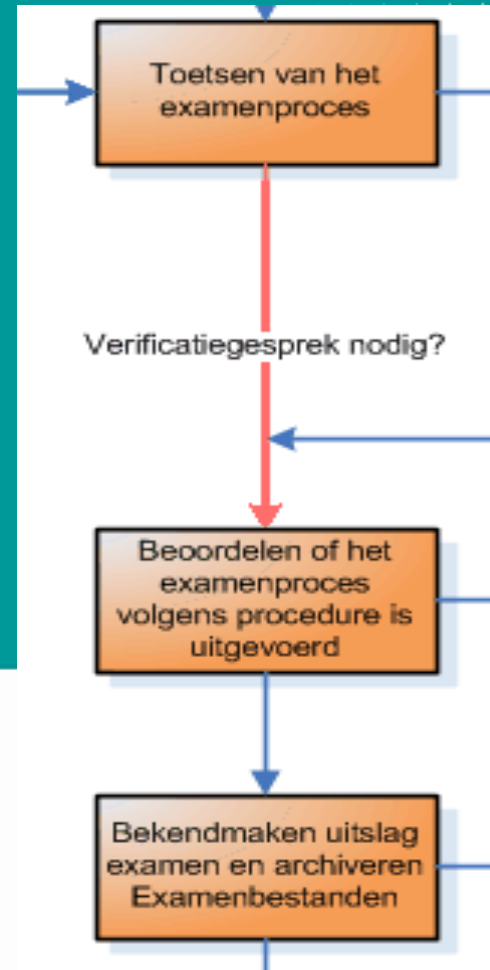 Toetsen van het
examenproces
Verificatiegesprek nodig?
Beoordelen of het
examenproces
volgens procedure is
uitgevoerd
Bekendmaken uitslag
examen en archiveren
Examenbestanden